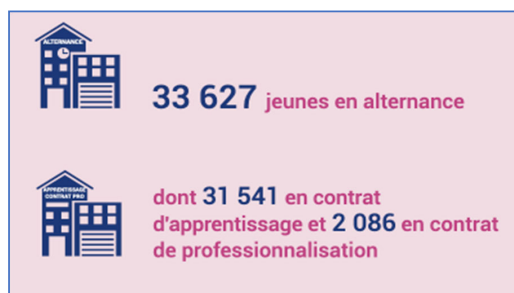 ALTERNANCE
33 627 jeunes en alternance
APPRENTISSAGE
CONTRAT PRO
dont 31 541 en contrat
d'apprentissage et 2 086 en contrat
de professionnalisation